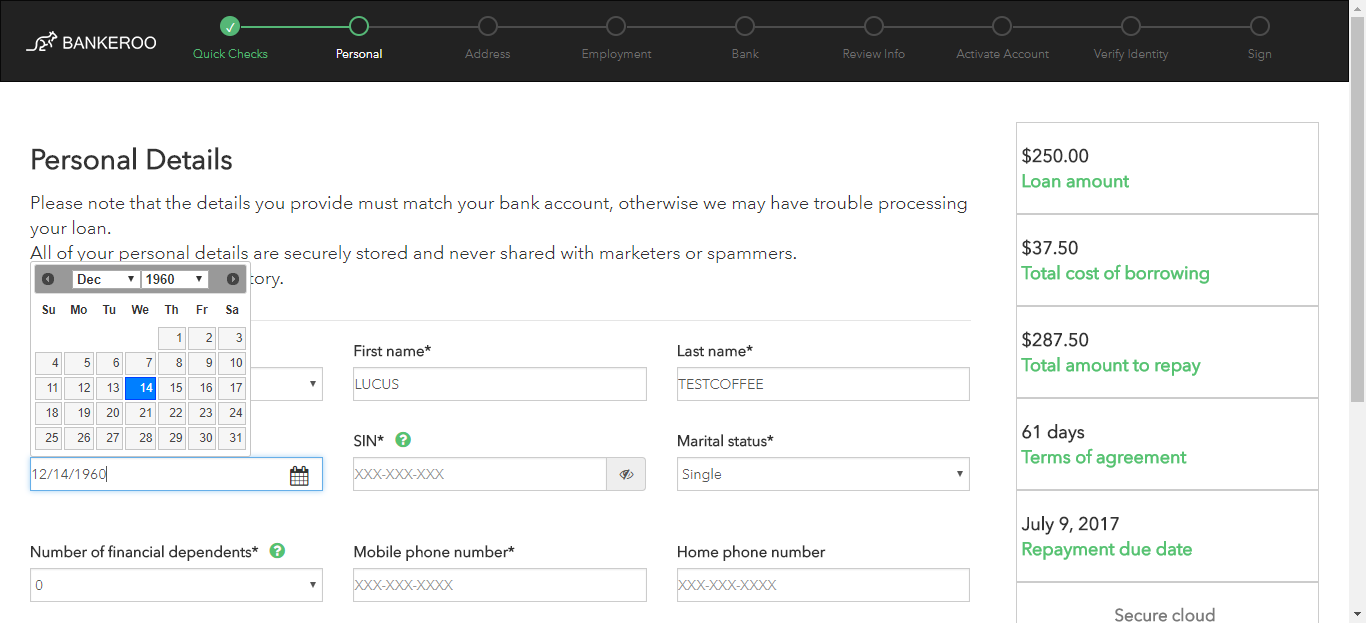 BANKEROO
Quick Checks
Personal
Address
Employment
Bank
Review Info
Activate Account
Verify Identity
Sign
Personal Details
Please note that the details you provide must match your bank account, otherwise we may have trouble processing
your loan.
All of your personal details are securely stored and never shared with marketers or spammers.
tory.
Dec 1960
Su Mo Tu We Th Fr Sa
1 2 3
4 5 6 7 8 9 10
11 12 13 14 15 16 17
18 19 20 21 22 23 24
25 26 27 28 29 30 31
First name*
Last name*
LUCUS
TESTCOFFEE
SIN* ?
Marital status*
12/14/1960
XXX-XXX-XXX
Single
Number of financial dependents* ?
Mobile phone number*
Home phone number
0
XXX-XXX-XXXX
XXX-XXX-XXXX
$250.00
Loan amount
$37.50
Total cost of borrowing
$287.50
Total amount to repay
61 days
Terms of agreement
July 9, 2017
Repayment due date
Secure cloud